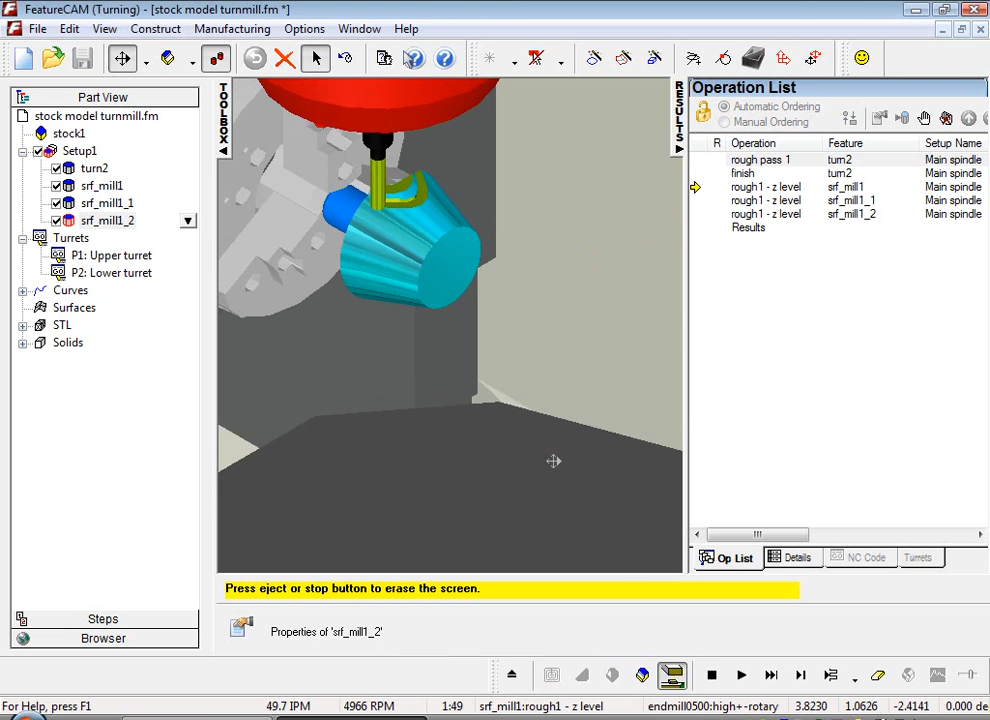 FeatureCAM (Turning) - [stock model turnmill.fm *]
File Edit View Construct Manufacturing Options Window Help
Part View
stock model turnmill.fm
stock1
Setup1
turn2
srf_mill1
srf_mill1_1
srf_mill1_2
Turrets
P1: Upper turret
P2: Lower turret
Curves
Surfaces
STL
Solids
Steps
Browser
TOOLBOX
RESULTS
Operation List
Automatic Ordering
Manual Ordering
R Operation Feature Setup Name
rough pass 1 turn2 Main spindle
finish turn2 Main spindle
rough1 - z level srf_mill1 Main spindle
rough1 - z level srf_mill1_1 Main spindle
rough1 - z level srf_mill1_2 Main spindle
Results
Op List Details NC Code Turrets
Press eject or stop button to erase the screen.
Properties of 'srf_mill1_2'
For Help, press F1 49.7 IPM 4966 RPM 1:49 srf_mill1:rough1 - z level endmill0500:high+-rotary 3.8230 1.0626 -2.4141 0.000 de